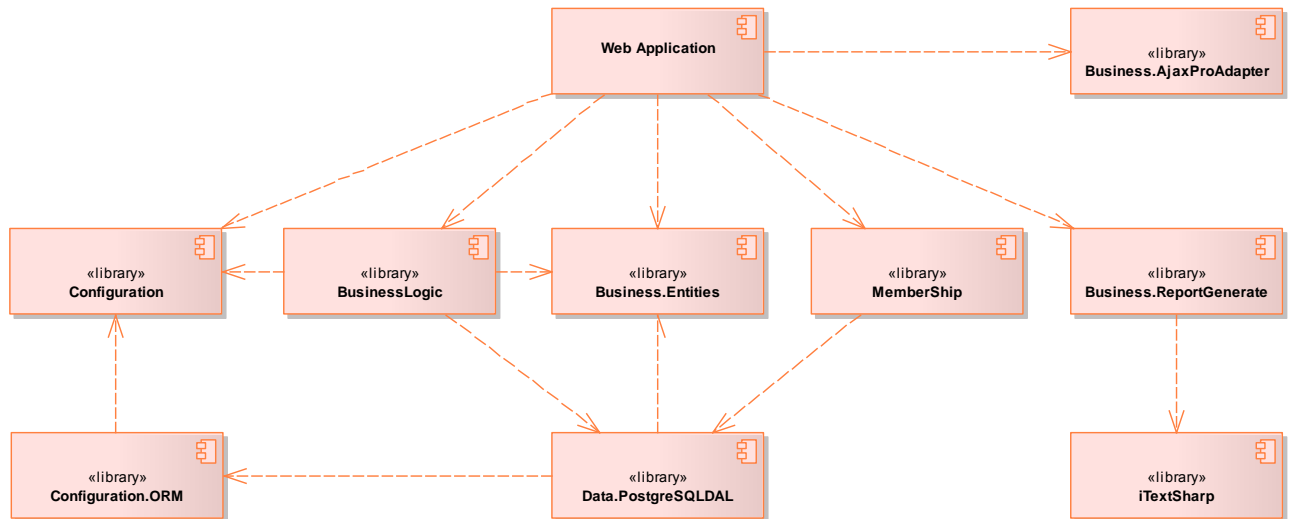 Web Application
«library»
Business.AjaxProAdapter
«library»
Configuration
«library»
BusinessLogic
«library»
Business.Entities
«library»
MemberShip
«library»
Business.ReportGenerate
«library»
Configuration.ORM
«library»
Data.PostgreSQLDAL
«library»
iTextSharp